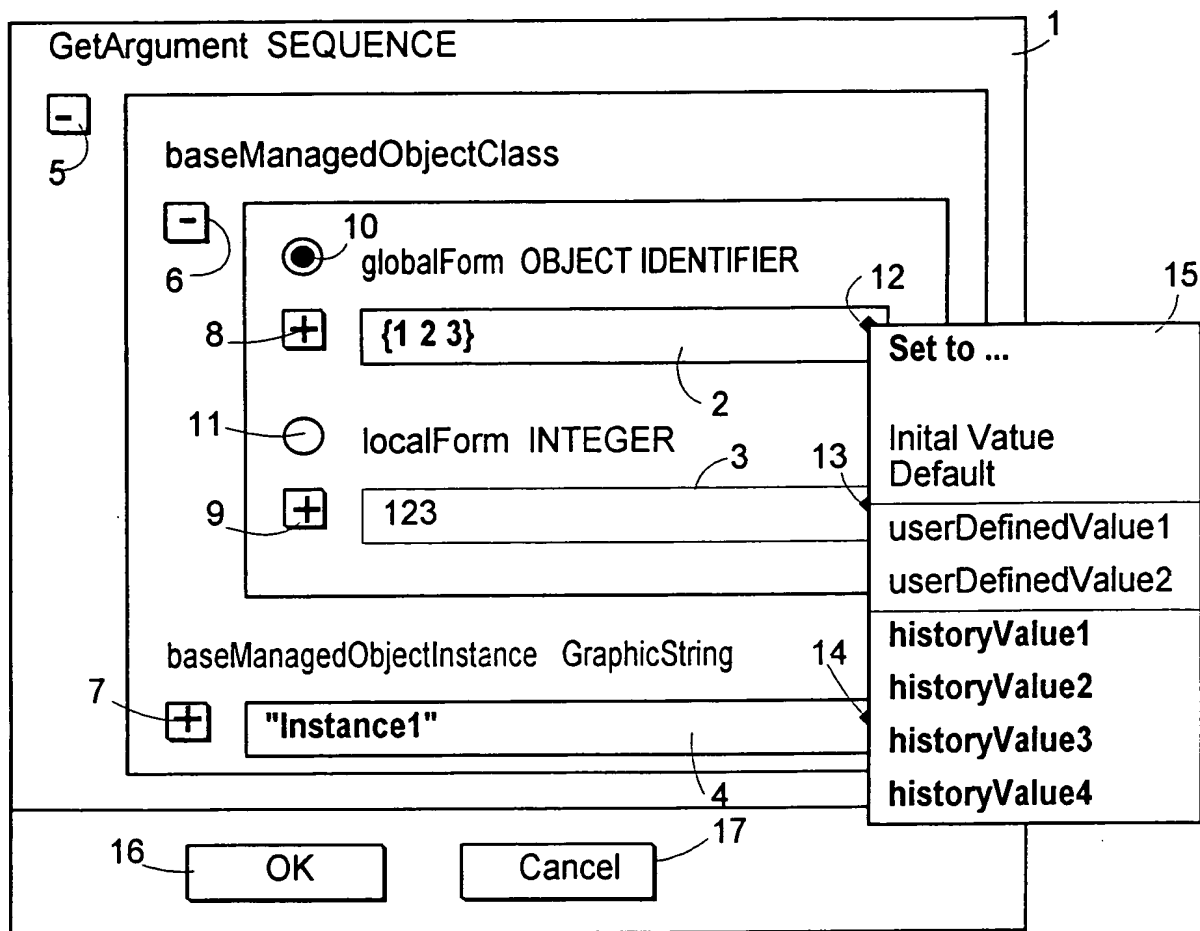 1
GetArgument SEQUENCE
-
5
baseManagedObjectClass
-
6
10
globalForm OBJECT IDENTIFIER
12
15
8
+
{1 2 3}
2
Set to ...
11
localForm INTEGER
3
13
Inital Vatue
Default
9
+
123
userDefinedValue1
userDefinedValue2
baseManagedObjectInstance GraphicString
14
historyValue1
7
+
"Instance1"
4
historyValue2
historyValue3
historyValue4
16
OK
Cancel
17